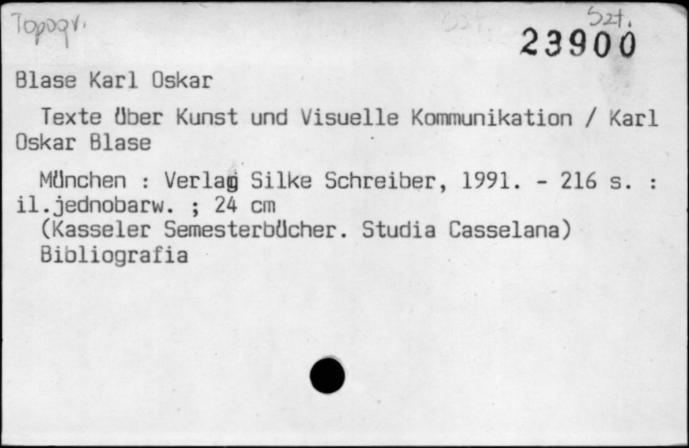 Topogr.
Szt.
23900
Blase Karl Oskar
Texte über Kunst und Visuelle Kommunikation / Karl
Oskar Blase
München : Verlag Silke Schreiber, 1991. - 216 s. :
il.jednobarw. ; 24 cm
(Kasseler Semesterbücher. Studia Casselana)
Bibliografia